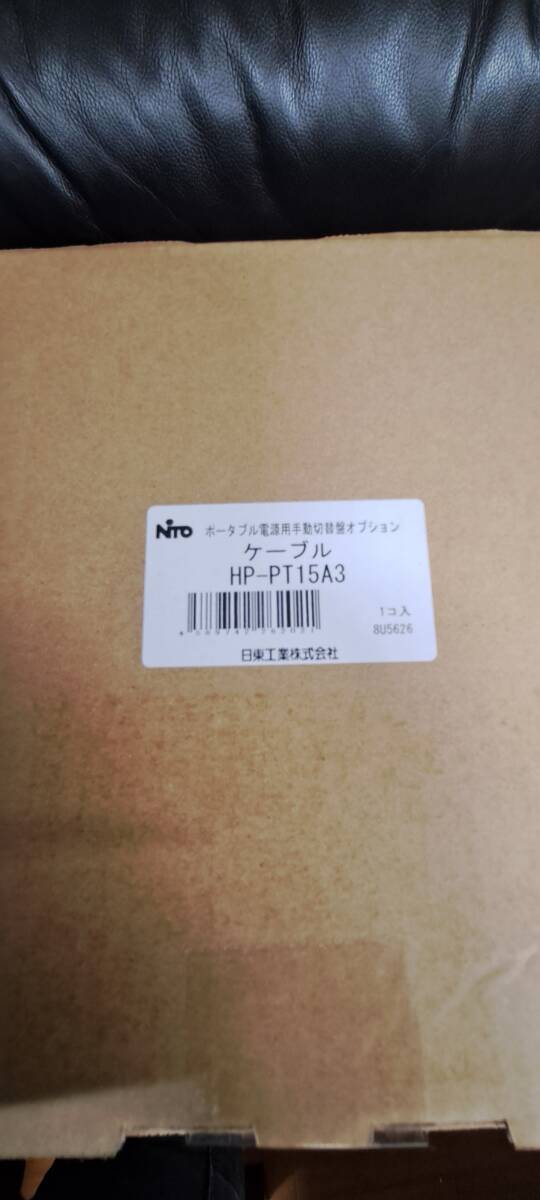 NiTO ポータブル電源用手動切替盤オプション
ケーブル
HP-PT15A3
1コ入
8U5626
日東工業株式会社